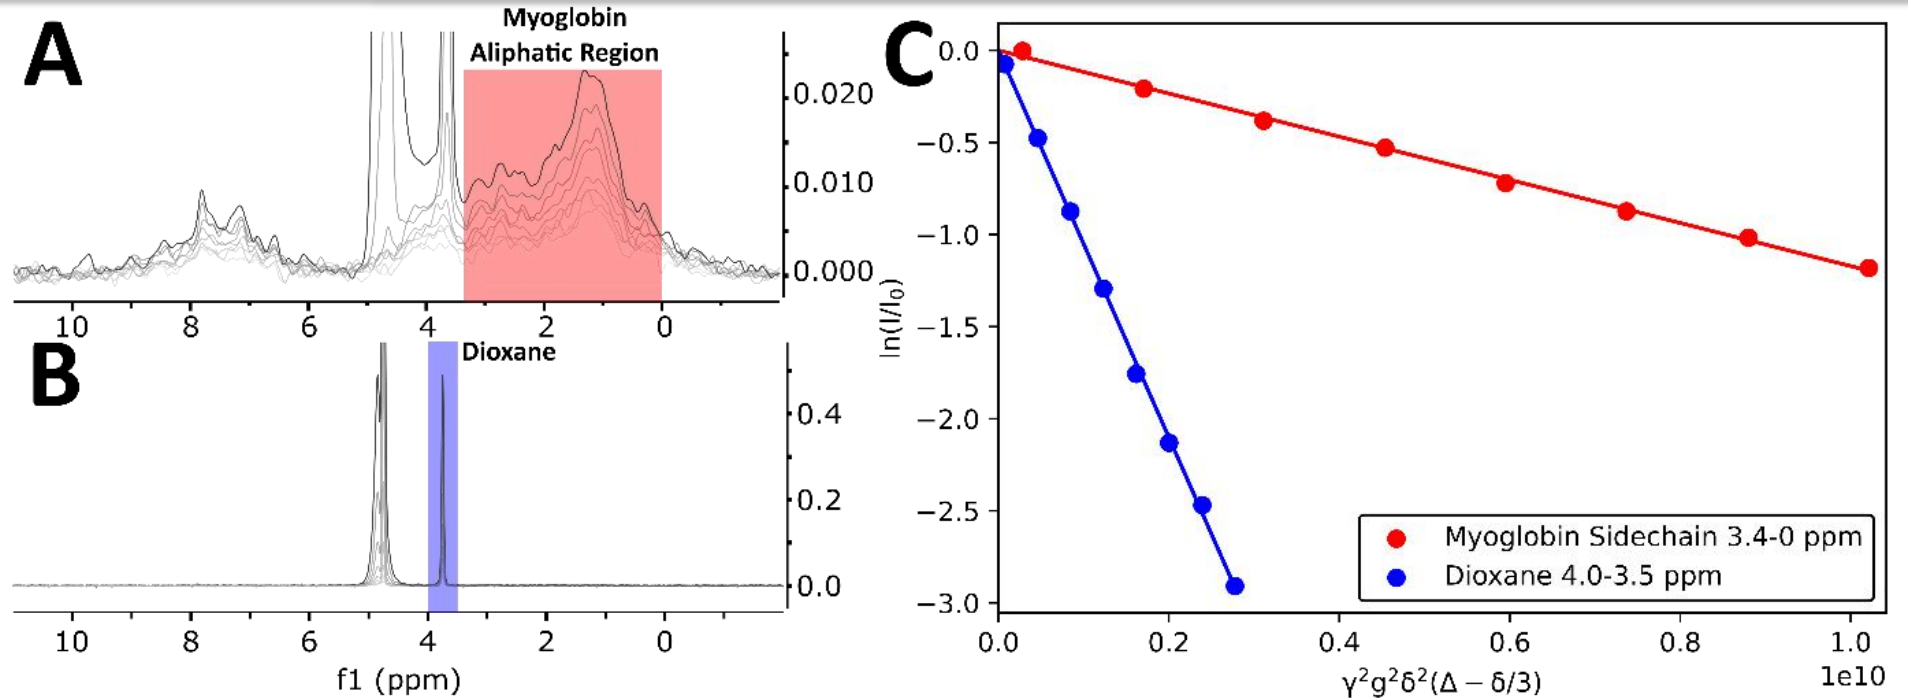 A
Myoglobin
Aliphatic Region
0.020
0.010
0.000
10 8 6 4 2 0
B
Dioxane
0.4
0.2
0.0
10 8 6 4 2 0
f1 (ppm)
C
0.0
−0.5
−1.0
−1.5
−2.0
−2.5
−3.0
ln(I/I₀)
Myoglobin Sidechain 3.4-0 ppm
Dioxane 4.0-3.5 ppm
0.0 0.2 0.4 0.6 0.8 1.0
1e10
γ²g²δ²(Δ − δ/3)